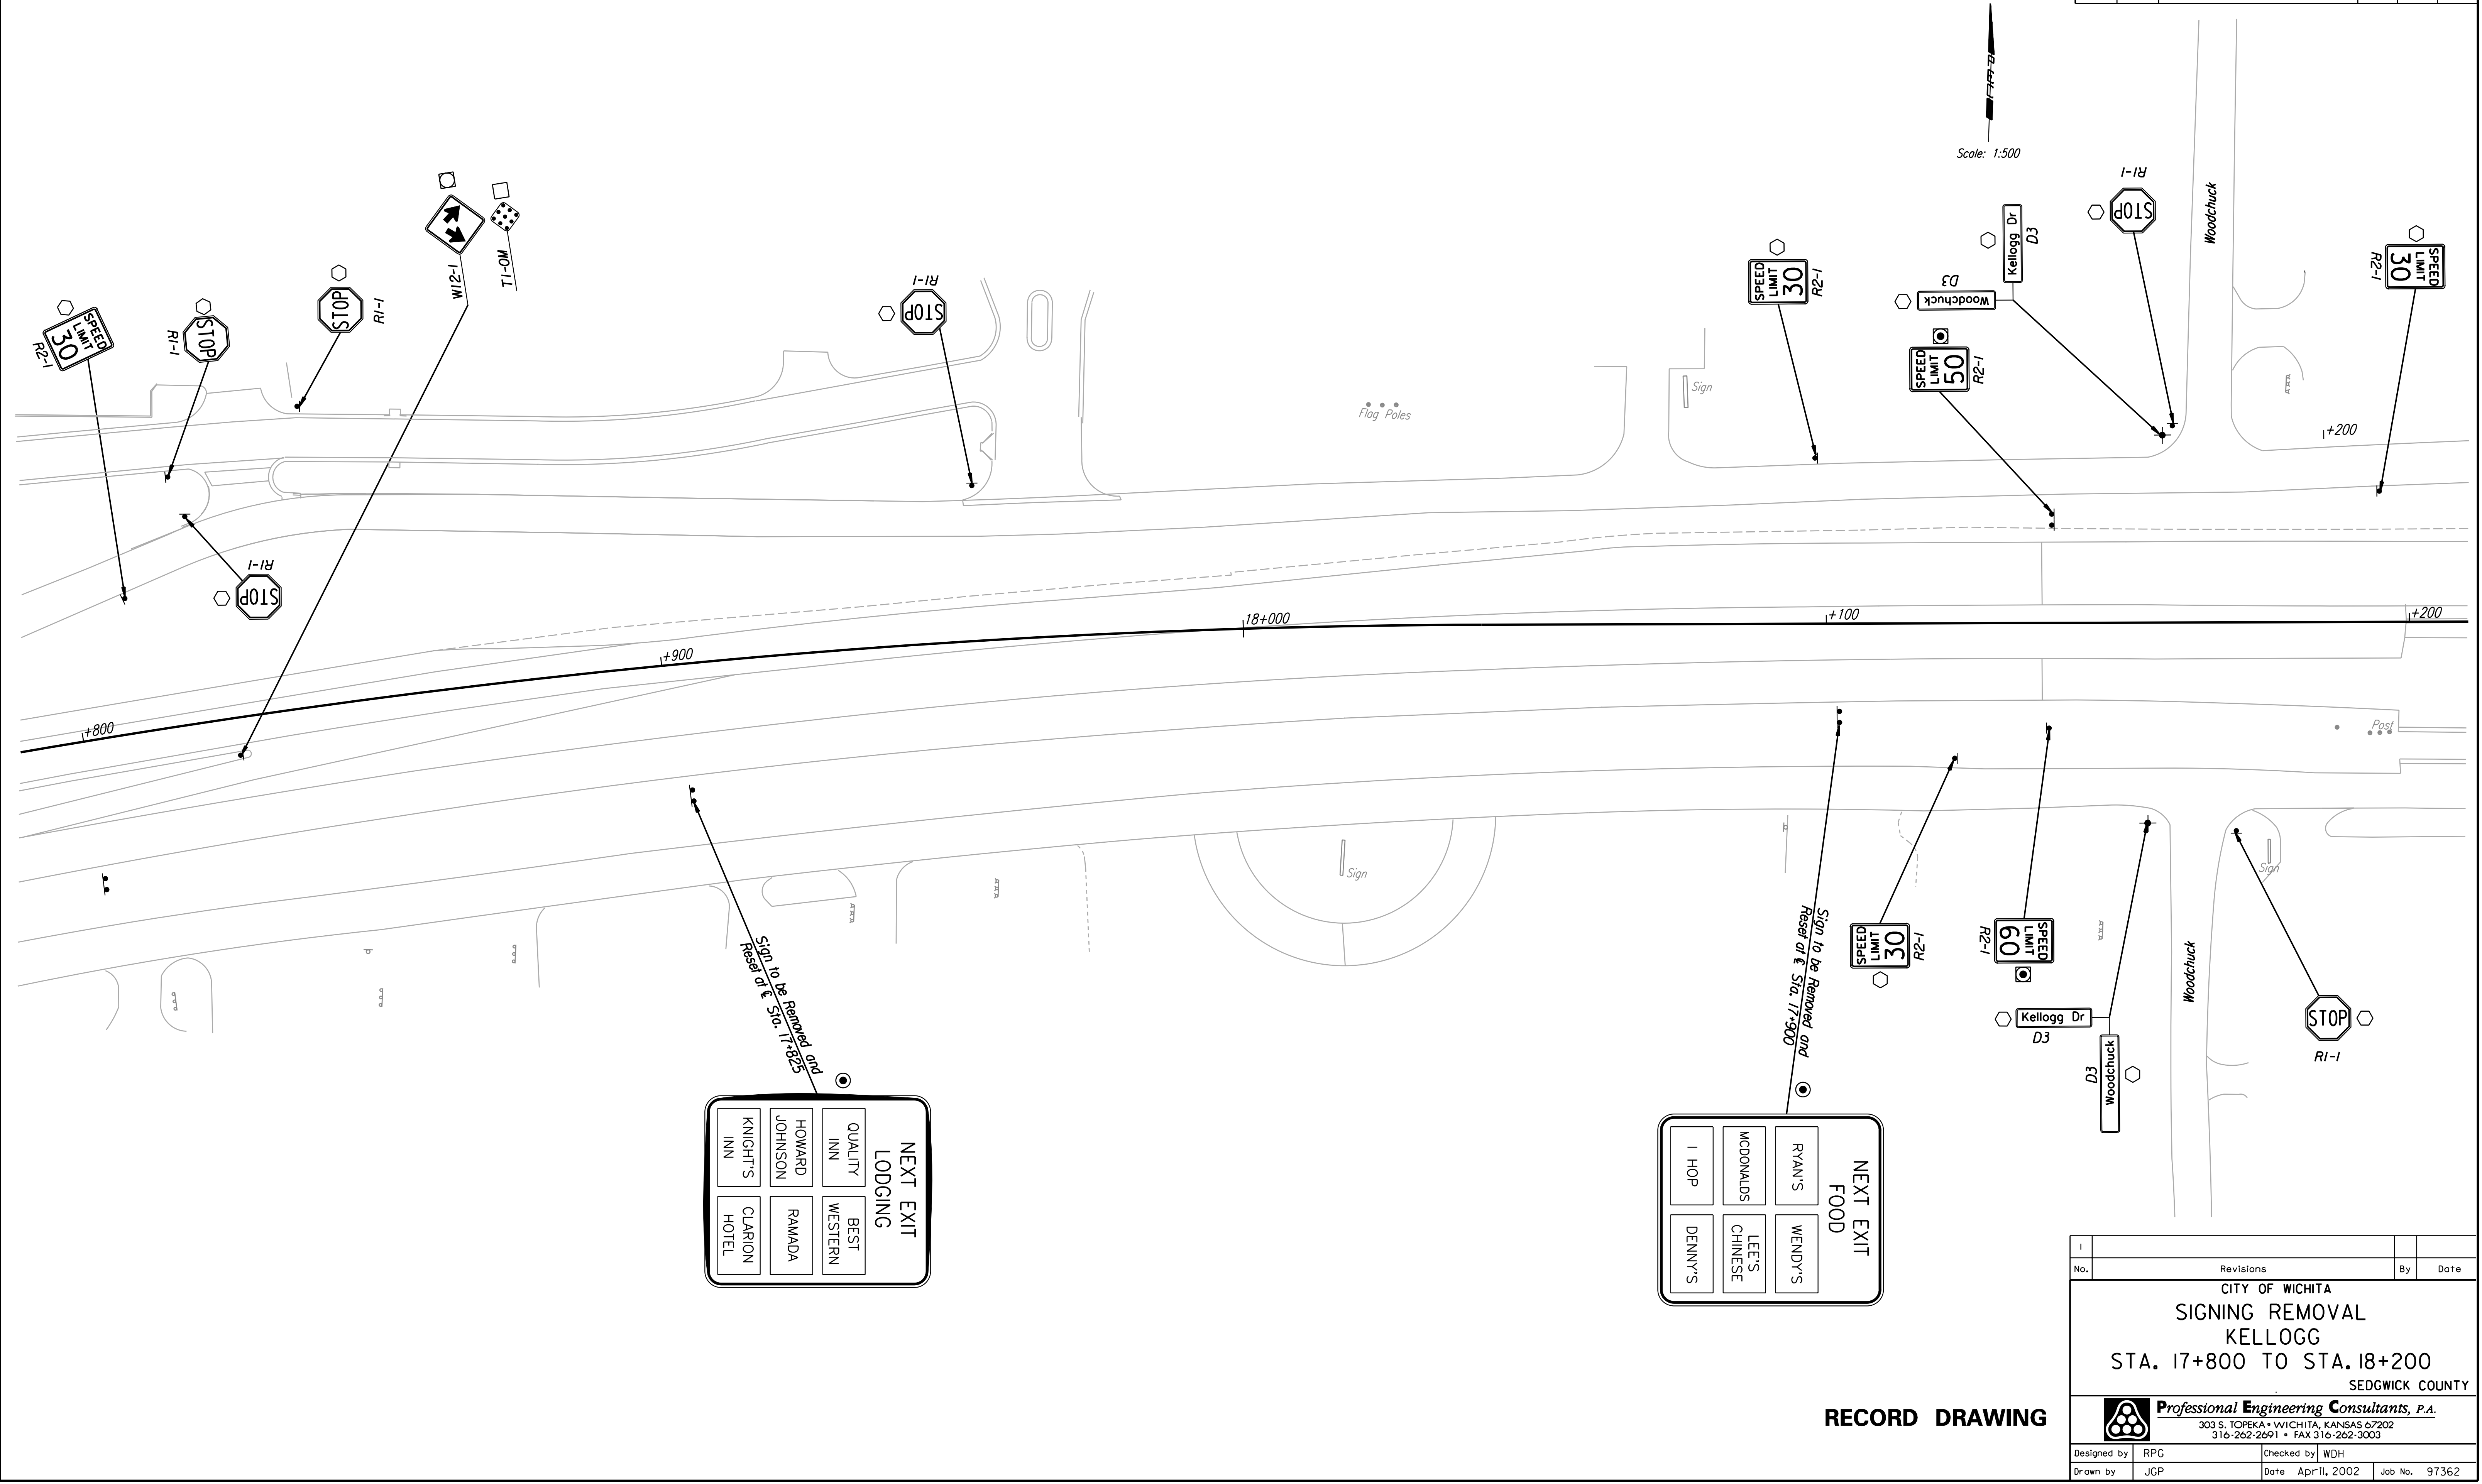 Scale: 1:500
R1-1
STOP
Woodchuck
Kellogg Dr
D3
D3
Woodchuck
SPEED
LIMIT
30
R2-1
SPEED
LIMIT
50
R2-1
SPEED
LIMIT
30
R2-1
W12-1
STOP
R1-1
STOP
R1-1
SPEED
LIMIT
30
R2-1
R1-1
STOP
Sign
Flag Poles
+200
R1-1
STOP
+800
+900
18+000
+100
+200
Post
Sign
Sign
Sign to be Removed and
Reset at ℄ Sta. 17+825
NEXT EXIT
LODGING
QUALITY
INN
BEST
WESTERN
HOWARD
JOHNSON
RAMADA
KNIGHT'S
INN
CLARION
HOTEL
Sign to be Removed and
Reset at ℄ Sta. 17+900
NEXT EXIT
FOOD
RYAN'S
WENDY'S
MCDONALDS
LEE'S
CHINESE
I HOP
DENNY'S
SPEED
LIMIT
30
R2-1
SPEED
LIMIT
60
R2-1
Kellogg Dr
D3
Woodchuck
D3
Woodchuck
STOP
R1-1
RECORD DRAWING
1
No. Revisions By Date
CITY OF WICHITA
SIGNING REMOVAL
KELLOGG
STA. 17+800 TO STA. 18+200
SEDGWICK COUNTY
Professional Engineering Consultants, P.A.
303 S. TOPEKA • WICHITA, KANSAS 67202
316-262-2691 • FAX 316-262-3003
Designed by RPG Checked by WDH
Drawn by JGP Date April, 2002 Job No. 97362